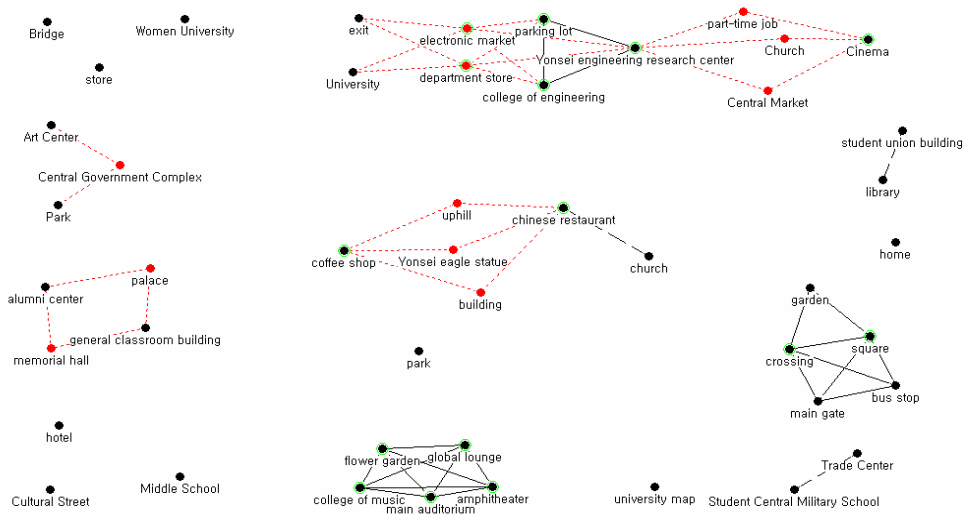 Bridge
Women University
exit
electronic market
parking lot
part-time job
Church
Cinema
Yonsei engineering research center
store
University
department store
college of engineering
Central Market
Art Center
student union building
Central Government Complex
library
Park
uphill
chinese restaurant
home
coffee shop
Yonsei eagle statue
church
palace
alumni center
building
garden
general classroom building
memorial hall
park
square
crossing
bus stop
main gate
hotel
flower garden
global lounge
Trade Center
Middle School
Cultural Street
college of music
amphitheater
main auditorium
university map
Student Central Military School